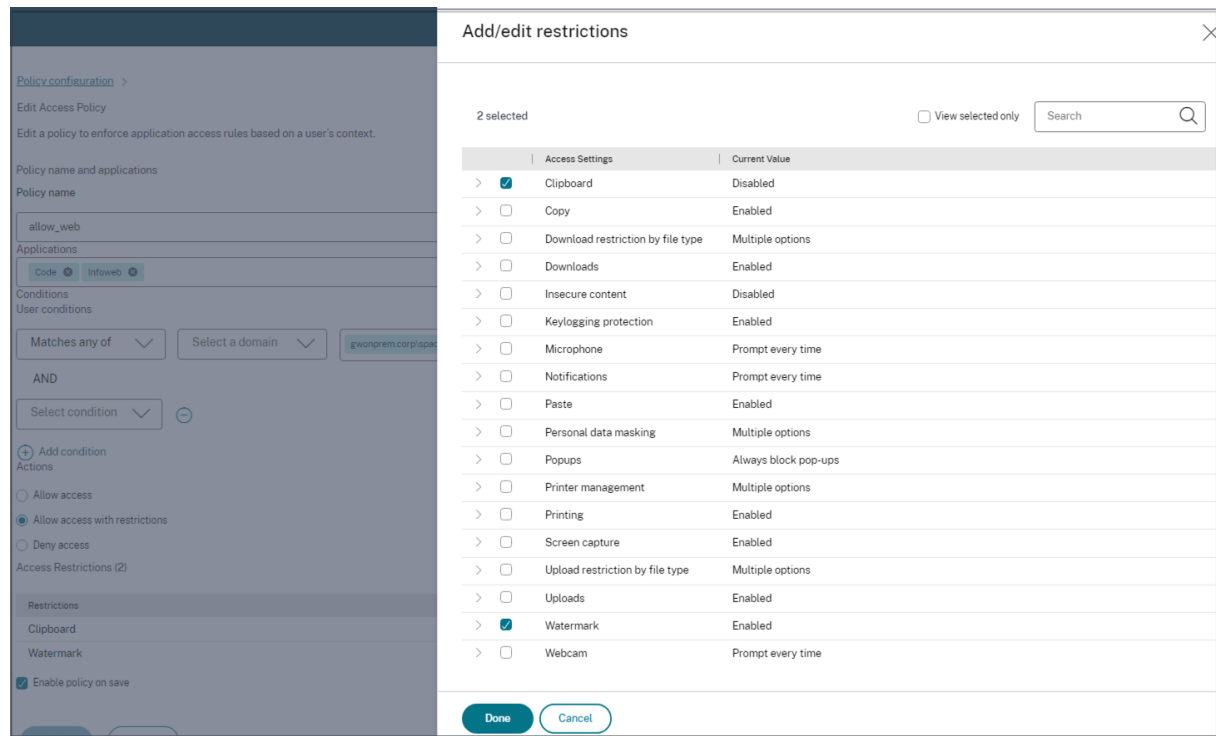 Policy configuration >
Edit Access Policy
Edit a policy to enforce application access rules based on a user's context.
Policy name and applications
Policy name
allow_web
Applications
Code Infoweb
Conditions
User conditions
Matches any of Select a domain
AND
Select condition
Add condition
Actions
Allow access
Allow access with restrictions
Deny access
Access Restrictions (2)
Restrictions
Clipboard
Watermark
Enable policy on save
Add/edit restrictions
2 selected View selected only Search
Access Settings Current Value
Clipboard Disabled
Copy Enabled
Download restriction by file type Multiple options
Downloads Enabled
Insecure content Disabled
Keylogging protection Enabled
Microphone Prompt every time
Notifications Prompt every time
Paste Enabled
Personal data masking Multiple options
Popups Always block pop-ups
Printer management Multiple options
Printing Enabled
Screen capture Enabled
Upload restriction by file type Multiple options
Uploads Enabled
Watermark Enabled
Webcam Prompt every time
Done Cancel